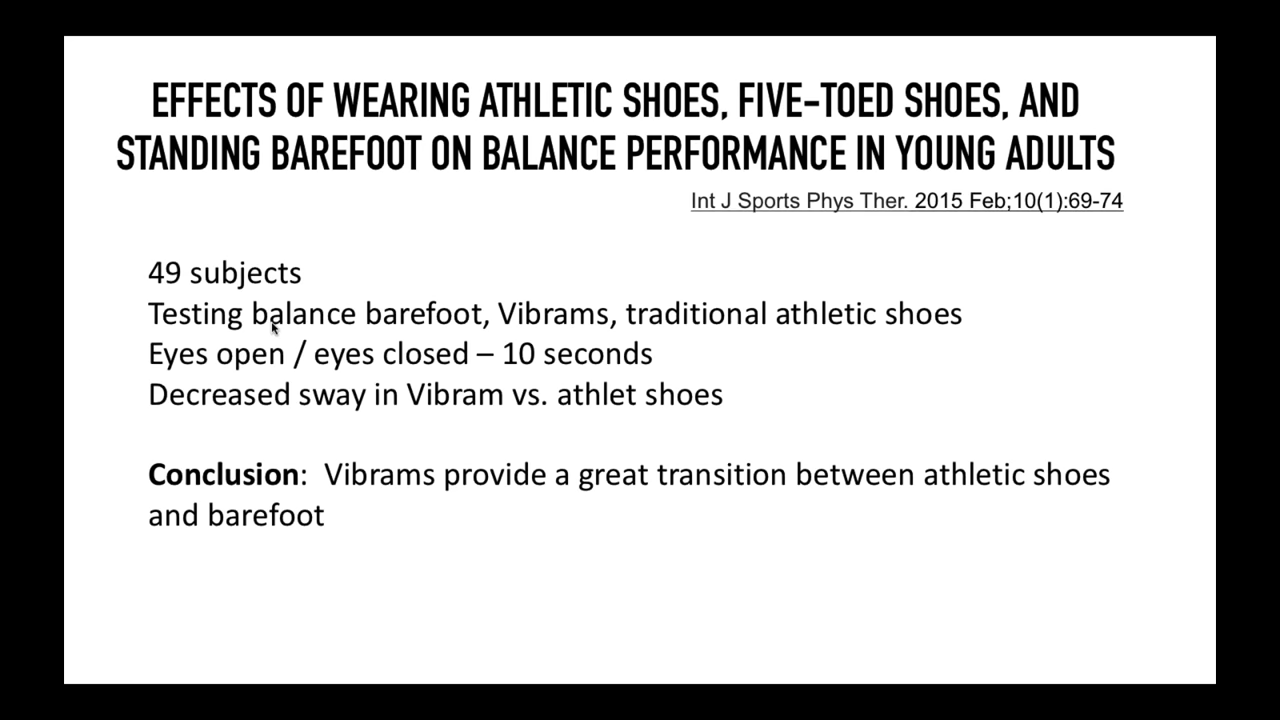 EFFECTS OF WEARING ATHLETIC SHOES, FIVE-TOED SHOES, AND
STANDING BAREFOOT ON BALANCE PERFORMANCE IN YOUNG ADULTS
Int J Sports Phys Ther. 2015 Feb;10(1):69-74
49 subjects
Testing balance barefoot, Vibrams, traditional athletic shoes
Eyes open / eyes closed – 10 seconds
Decreased sway in Vibram vs. athlet shoes
Conclusion:  Vibrams provide a great transition between athletic shoes
and barefoot